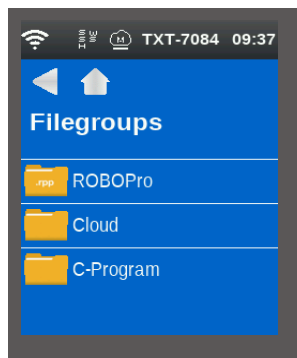 TXT-7084 09:37
Filegroups
.rpp ROBOPro
Cloud
C-Program